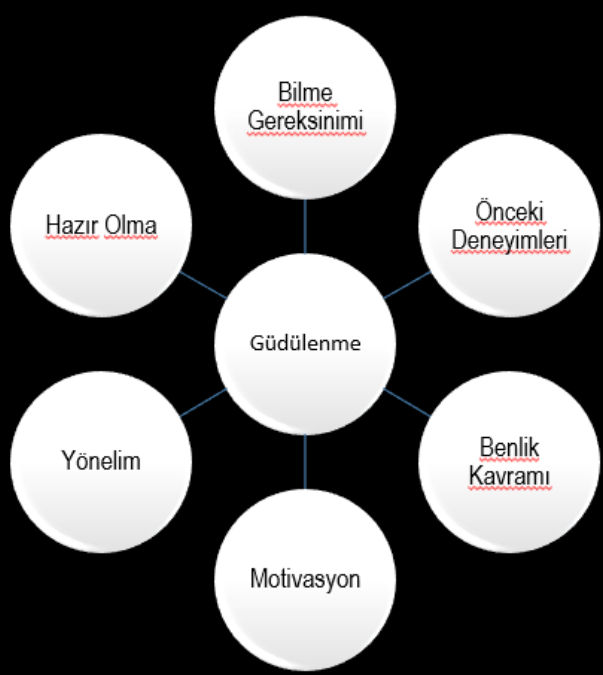 Bilme
Gereksinimi
Hazır Olma
Önceki
Deneyimleri
Güdülenme
Yönelim
Benlik
Kavramı
Motivasyon